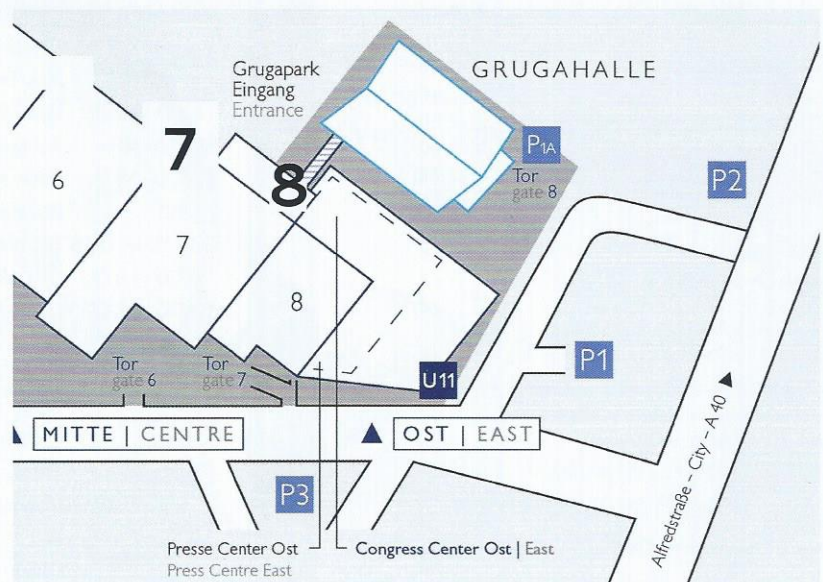 Grugapark
Eingang
Entrance
GRUGAHALLE
7
P1A
6
8
Tor
gate 8
P2
7
8
Tor
gate 6
Tor
gate 7
U11
P1
MITTE | CENTRE
OST | EAST
P3
Alfredstraße – City – A 40
Presse Center Ost
Press Centre East
Congress Center Ost | East